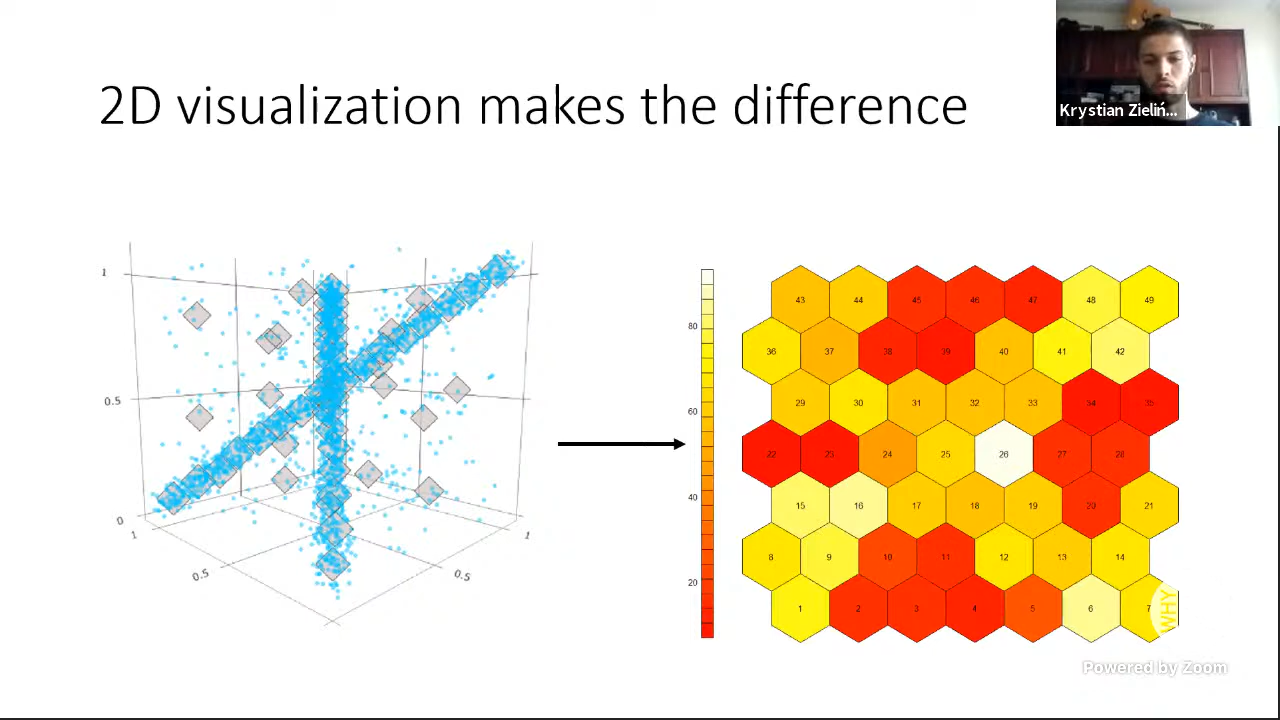 2D visualization makes the difference
Krystian Zieliń...
1
0.5
0
1
0.5
0.5
1
80
60
40
20
43 44 45 46 47 48 49
36 37 38 39 40 41 42
29 30 31 32 33 34 35
22 23 24 25 26 27 28
15 16 17 18 19 20 21
8 9 10 11 12 13 14
1 2 3 4 5 6 7
WHY
Powered by Zoom